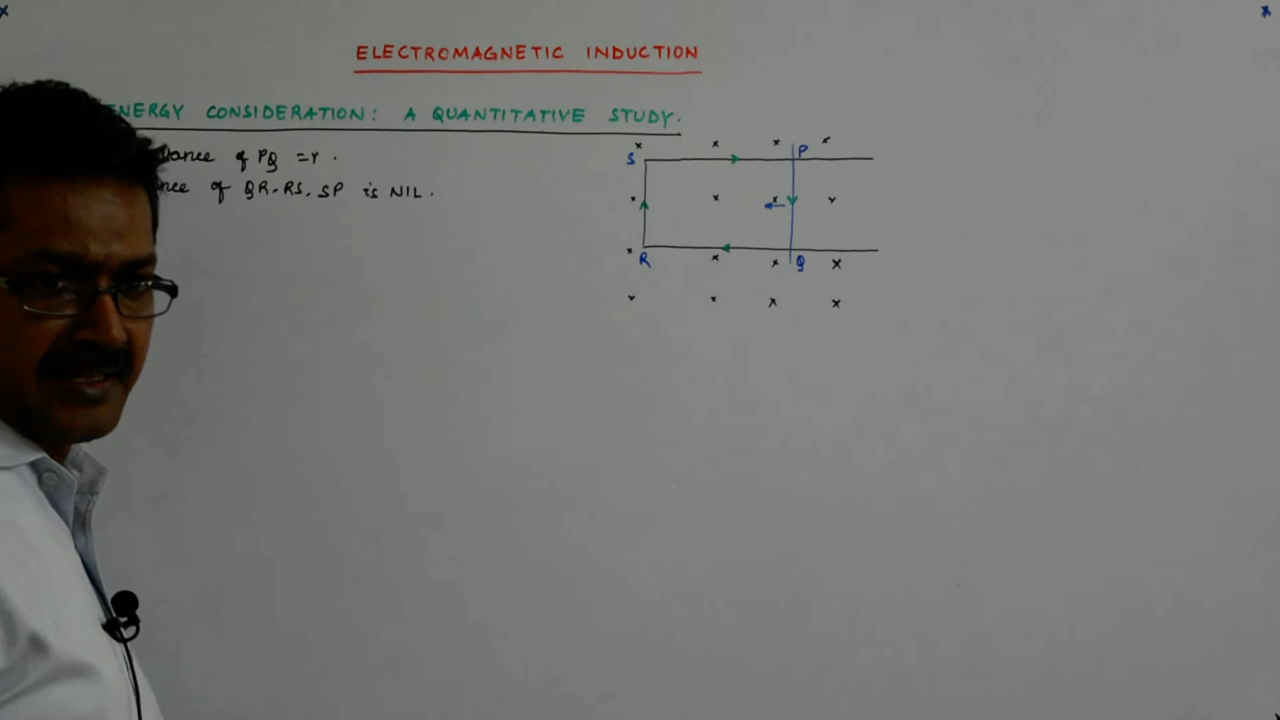 ELECTROMAGNETIC INDUCTION
ENERGY CONSIDERATION: A QUANTITATIVE STUDY.
of PQ = r.
of QR, RS, SP is NIL.
S
P
R
Q